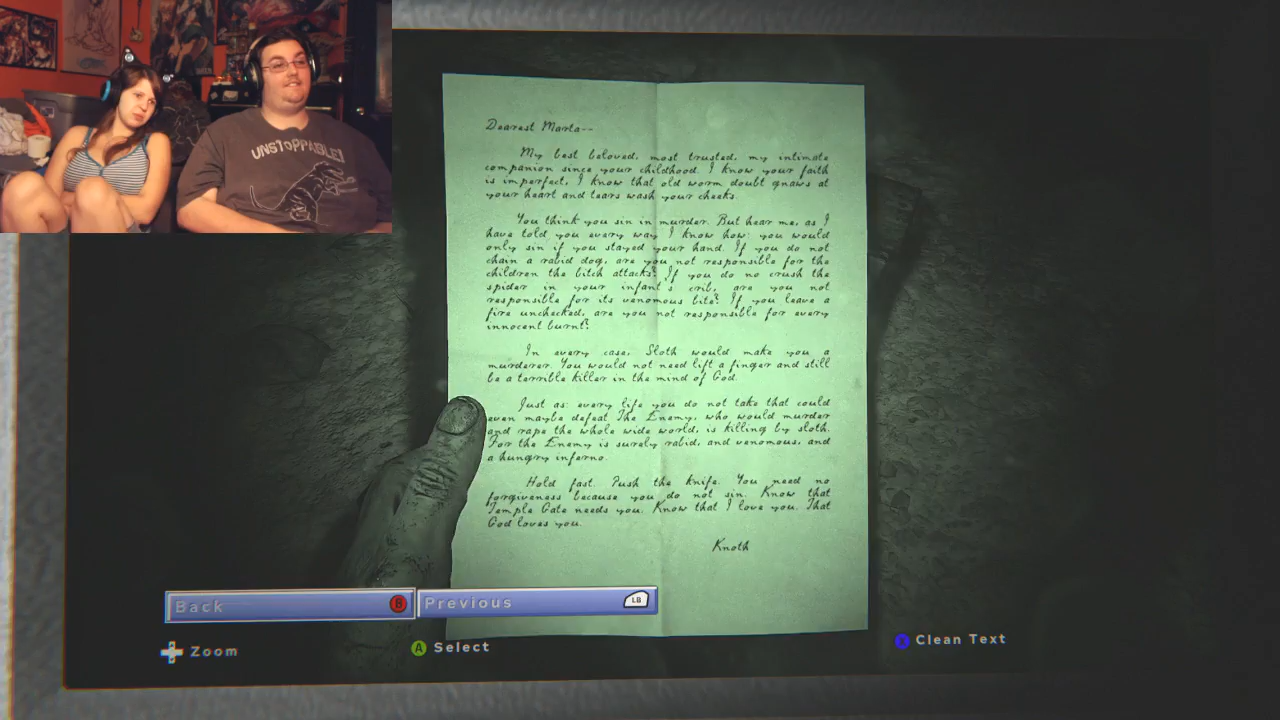 UNSTOPPABLE!
Dearest Marta--
My best beloved, most trusted, my intimate
companion since your childhood. I know your faith
is imperfect, I know that old worm doubt gnaws at
your heart and tears wash your cheeks.
You think you sin in murder. But hear me, as I
have told you every way I know how: you would
only sin if you stayed your hand. If you do not
chain a rabid dog, are you not responsible for the
children the bitch attacks? If you do no crush the
spider in your infant's crib, are you not
responsible for its venomous bite? If you leave a
fire unchecked, are you not responsible for every
innocent burnt?
In every case, Sloth would make you a
murderer. You would not need lift a finger and still
be a terrible killer in the mind of God.
Just as: every life you do not take that could
even maybe defeat The Enemy, who would murder
and rape the whole wide world, is killing by sloth.
For the Enemy is surely rabid, and venomous, and
a hungry inferno.
Hold fast. Push the knife. You need no
forgiveness because you do not sin. Know that
Temple Gate needs you. Know that I love you. That
God loves you.
Knoth
Back B Previous LB
Zoom A Select X Clean Text